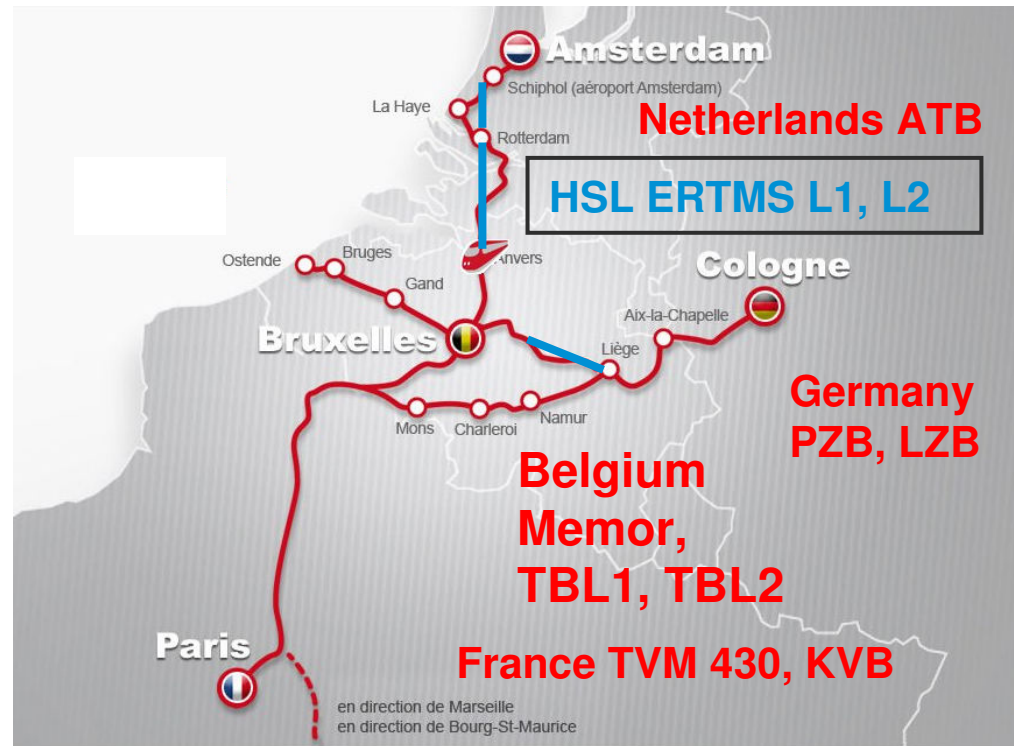 Amsterdam
Schiphol (aéroport Amsterdam)
La Haye
Netherlands ATB
Rotterdam
HSL ERTMS L1, L2
Ostende
Bruges
Anvers
Cologne
Gand
Aix-la-Chapelle
Bruxelles
Liège
Germany
PZB, LZB
Namur
Mons
Charleroi
Belgium
Memor,
TBL1, TBL2
Paris
France TVM 430, KVB
en direction de Marseille
en direction de Bourg-St-Maurice